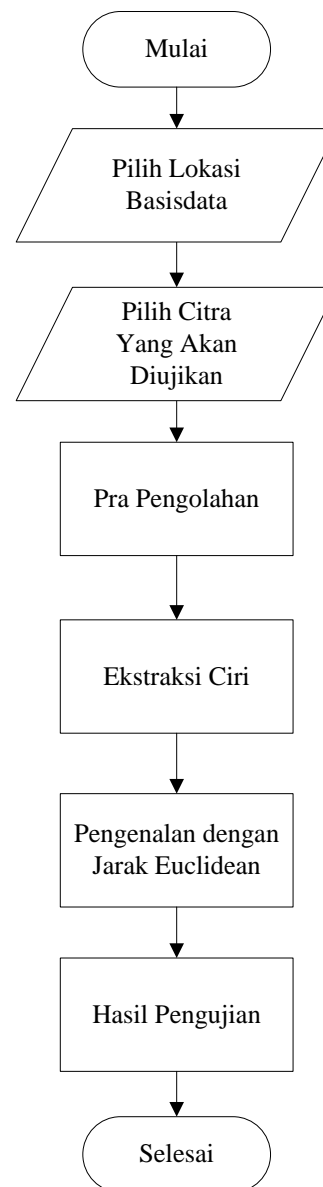 Mulai
Pilih Lokasi
Basisdata
Pilih Citra
Yang Akan
Diujikan
Pra Pengolahan
Ekstraksi Ciri
Pengenalan dengan
Jarak Euclidean
Hasil Pengujian
Selesai